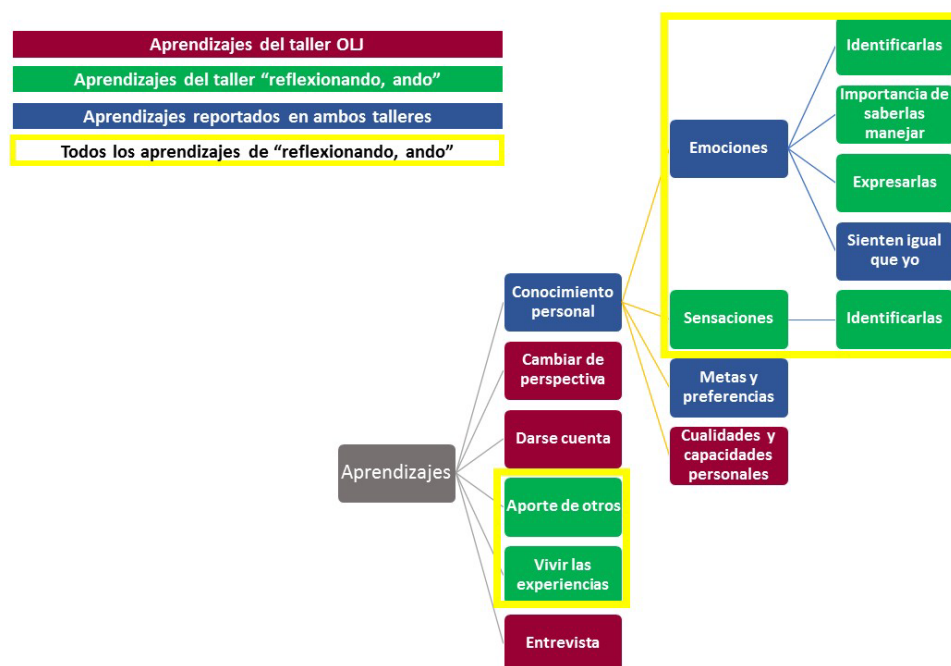 Aprendizajes del taller OLJ
Aprendizajes del taller “reflexionando, ando”
Aprendizajes reportados en ambos talleres
Todos los aprendizajes de “reflexionando, ando”
Aprendizajes
Conocimiento
personal
Cambiar de
perspectiva
Darse cuenta
Aporte de otros
Vivir las
experiencias
Entrevista
Emociones
Sensaciones
Metas y
preferencias
Cualidades y
capacidades
personales
Identificarlas
Importancia de
saberlas
manejar
Expresarlas
Sienten igual
que yo
Identificarlas